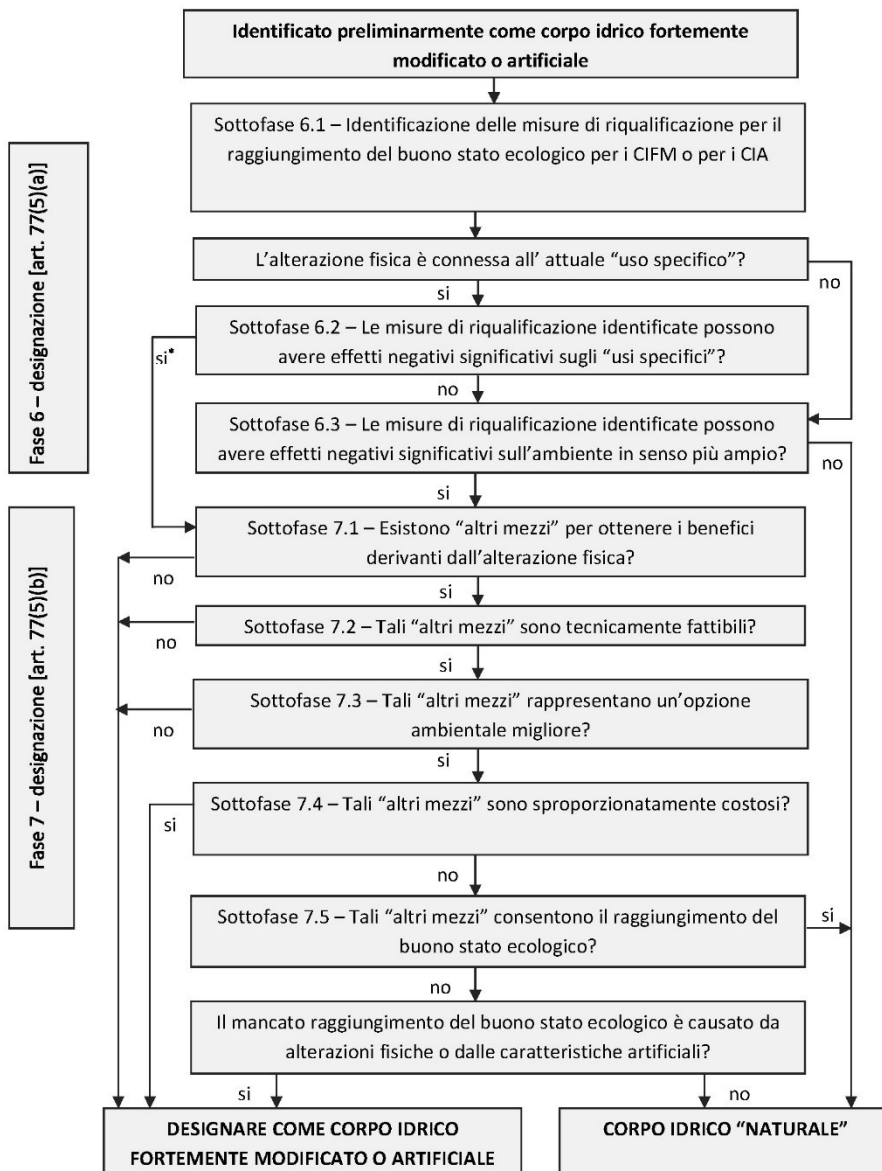 Identificato preliminarmente come corpo idrico fortemente
modificato o artificiale
Sottofase 6.1 – Identificazione delle misure di riqualificazione per il
raggiungimento del buono stato ecologico per i CIFM o per i CIA
Fase 6 – designazione [art. 77(5)(a)]
L'alterazione fisica è connessa all' attuale "uso specifico"?
no
si
Sottofase 6.2 – Le misure di riqualificazione identificate possono
avere effetti negativi significativi sugli "usi specifici"?
si*
no
Sottofase 6.3 – Le misure di riqualificazione identificate possono
avere effetti negativi significativi sull'ambiente in senso più ampio?
no
si
Fase 7 – designazione [art. 77(5)(b)]
Sottofase 7.1 – Esistono "altri mezzi" per ottenere i benefici
derivanti dall'alterazione fisica?
no
si
Sottofase 7.2 – Tali "altri mezzi" sono tecnicamente fattibili?
no
si
Sottofase 7.3 – Tali "altri mezzi" rappresentano un'opzione
ambientale migliore?
no
si
Sottofase 7.4 – Tali "altri mezzi" sono sproporzionatamente costosi?
si
no
Sottofase 7.5 – Tali "altri mezzi" consentono il raggiungimento del
buono stato ecologico?
si
no
Il mancato raggiungimento del buono stato ecologico è causato da
alterazioni fisiche o dalle caratteristiche artificiali?
si
no
DESIGNARE COME CORPO IDRICO
FORTEMENTE MODIFICATO O ARTIFICIALE
CORPO IDRICO "NATURALE"